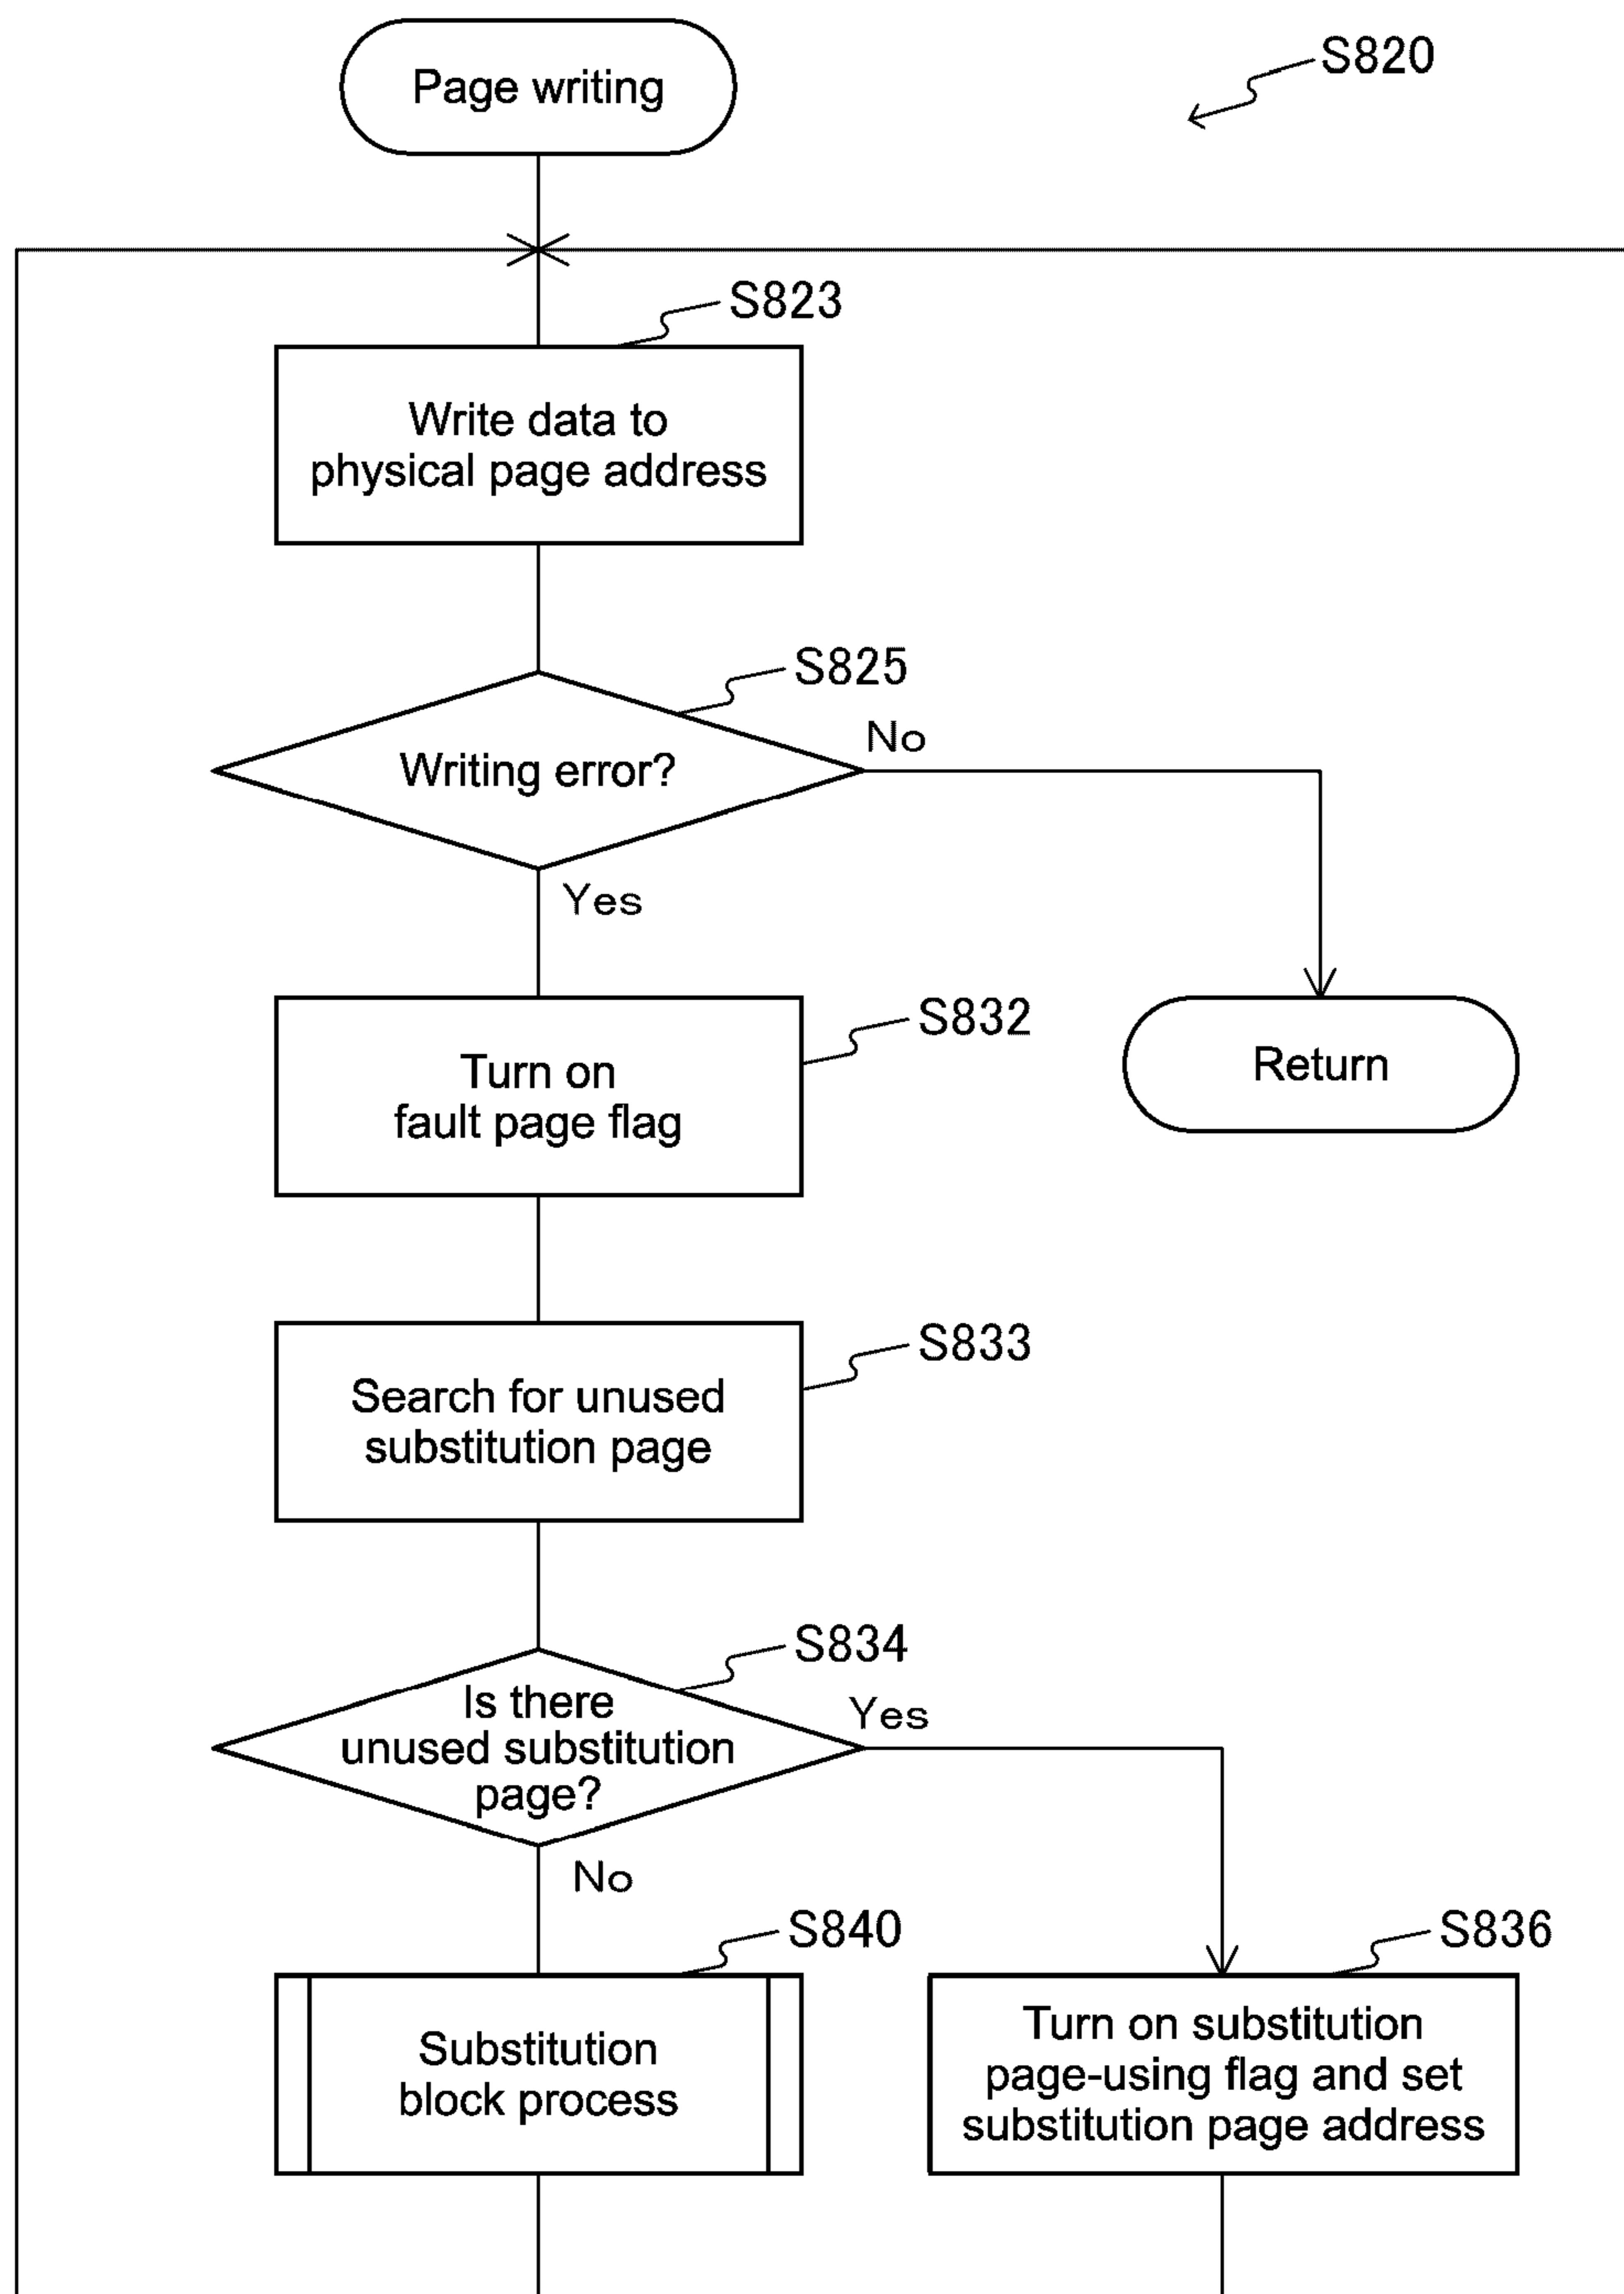 Page writing
S820
S823
Write data to
physical page address
S825
Writing error?
No
Yes
S832
Turn on
fault page flag
Return
S833
Search for unused
substitution page
S834
Is there
unused substitution
page?
Yes
No
S840
Substitution
block process
S836
Turn on substitution
page-using flag and set
substitution page address